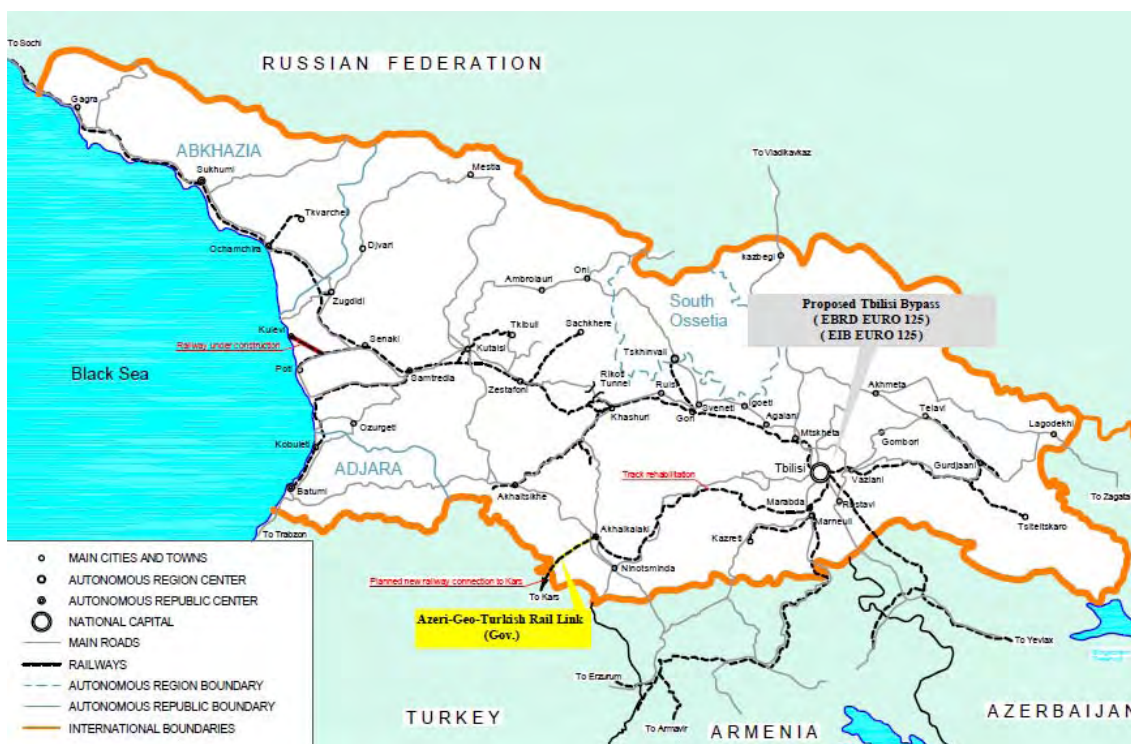 To Sochi
RUSSIAN FEDERATION
Gagra
ABKHAZIA
Sukhumi
To Vladikavkaz
Mestia
Tkvarcheli
Ochamchira
Djvari
kazbegi
Oni
Ambrolauri
Zugdidi
South
Ossetia
Proposed Tbilisi Bypass
( EBRD EURO 125)
( EIB EURO 125)
Kulevi
Railway under construction
Senaki
Tkibuli
Sachkhere
Kutaisi
Tskhinvali
Poti
Black Sea
Samtredia
Zestafoni
Rikoti
Tunnel
Ruisi
Khashuri
Gori
Sveneti
Igoeti
Agaiani
Akhmeta
Telavi
Lagodekhi
Ozurgeti
Mtskheta
Gombori
Kobuleti
ADJARA
Tbilisi
Vaziani
Gurdjaani
Batumi
Akhaltsikhe
Track rehabilitation
Marabda
Rustavi
To Zagatala
Marneuli
Tsiteltskaro
To Trabzon
Akhalkalaki
Kazreti
Ninotsminda
Planned new railway connection to Kars
To Kars
Azeri-Geo-Turkish Rail Link
(Gov.)
To Yevlax
To Erzurum
To Armavir
TURKEY
ARMENIA
AZERBAIJAN
MAIN CITIES AND TOWNS
AUTONOMOUS REGION CENTER
AUTONOMOUS REPUBLIC CENTER
NATIONAL CAPITAL
MAIN ROADS
RAILWAYS
AUTONOMOUS REGION BOUNDARY
AUTONOMOUS REPUBLIC BOUNDARY
INTERNATIONAL BOUNDARIES